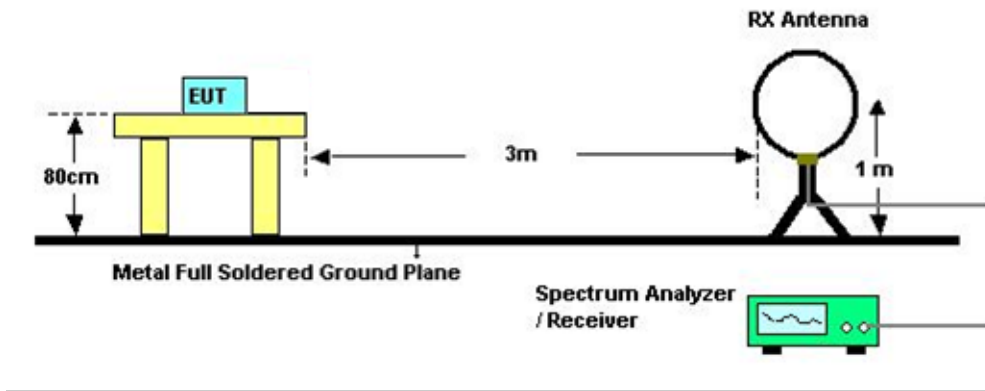 RX Antenna
EUT
80cm
3m
1 m
Metal Full Soldered Ground Plane
Spectrum Analyzer
/ Receiver